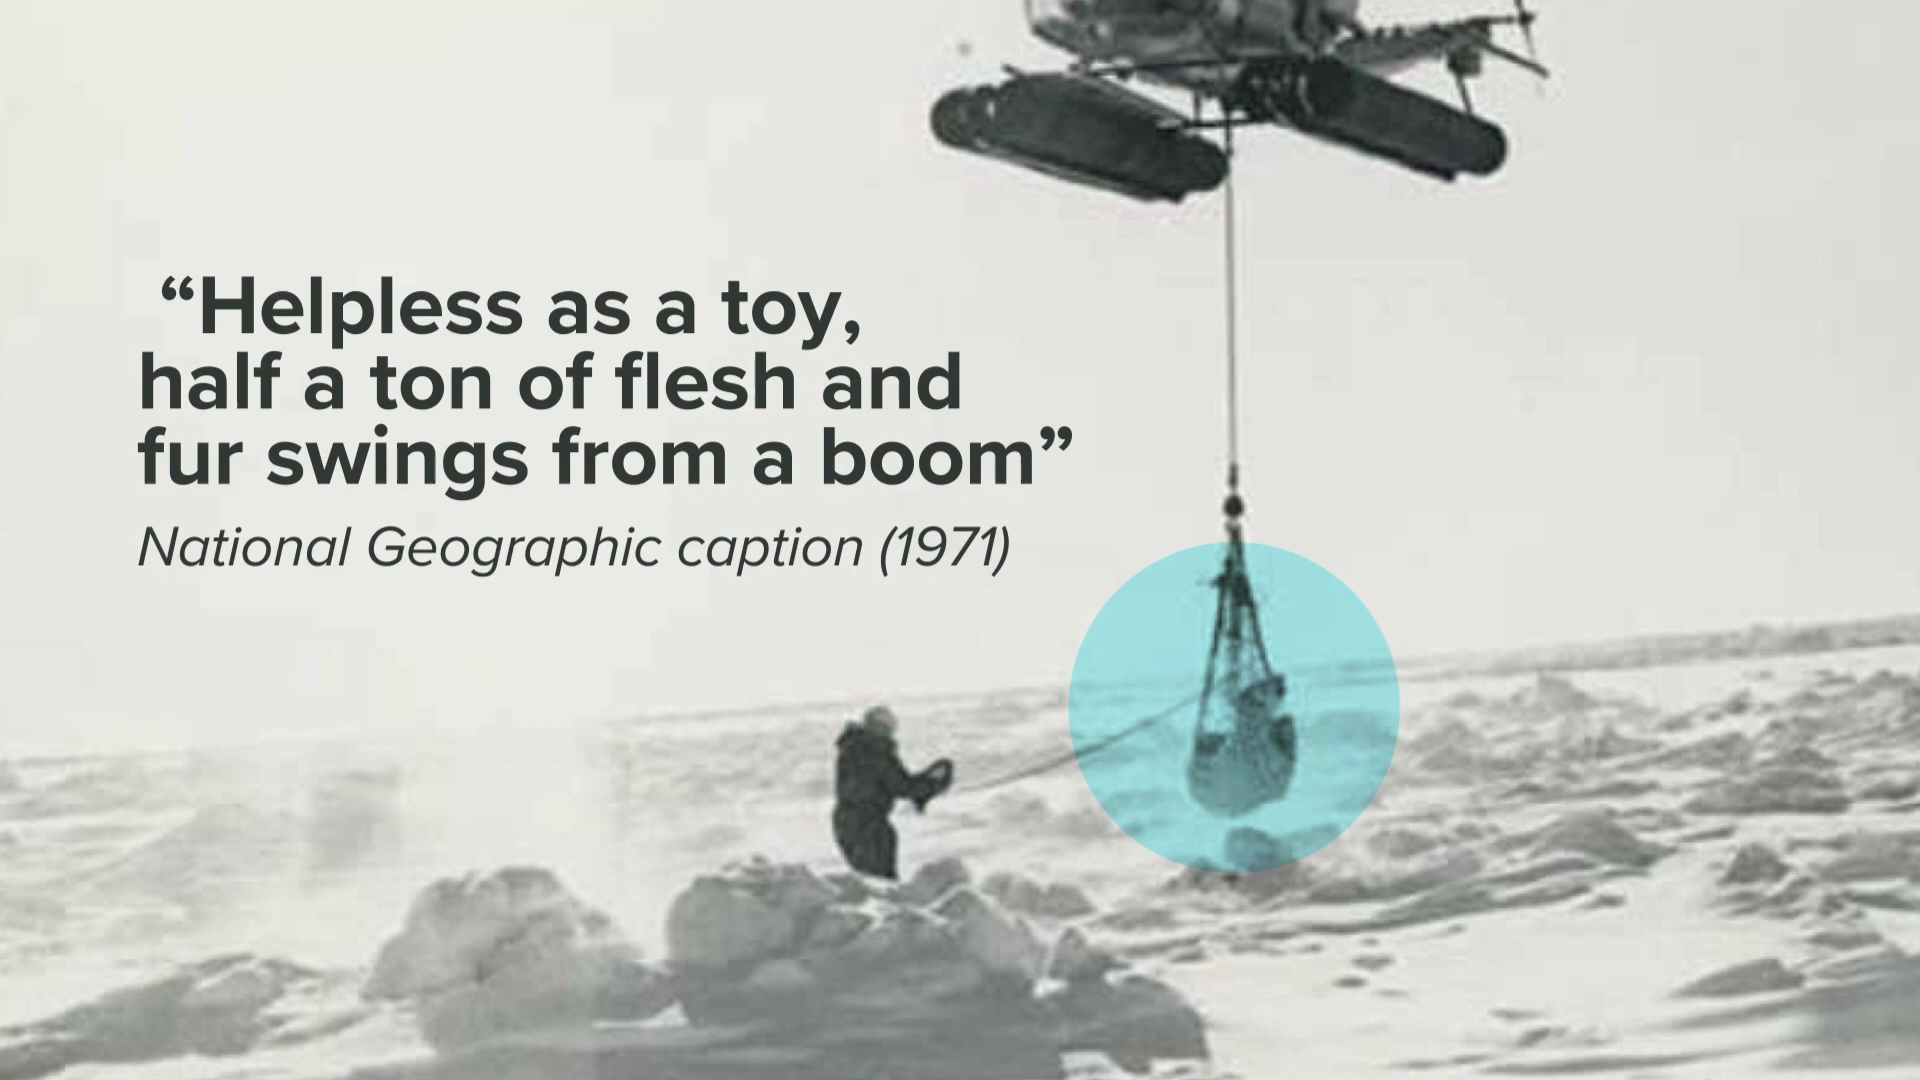 “Helpless as a toy,
half a ton of flesh and
fur swings from a boom”
National Geographic caption (1971)